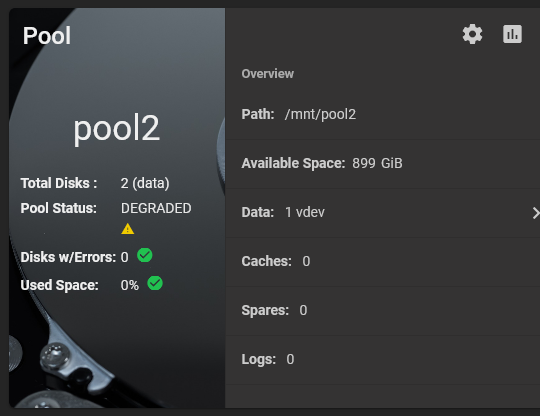 Pool
pool2
Total Disks : 2 (data)
Pool Status: DEGRADED
Disks w/Errors: 0
Used Space: 0%
Overview
Path: /mnt/pool2
Available Space: 899 GiB
Data: 1 vdev
Caches: 0
Spares: 0
Logs: 0